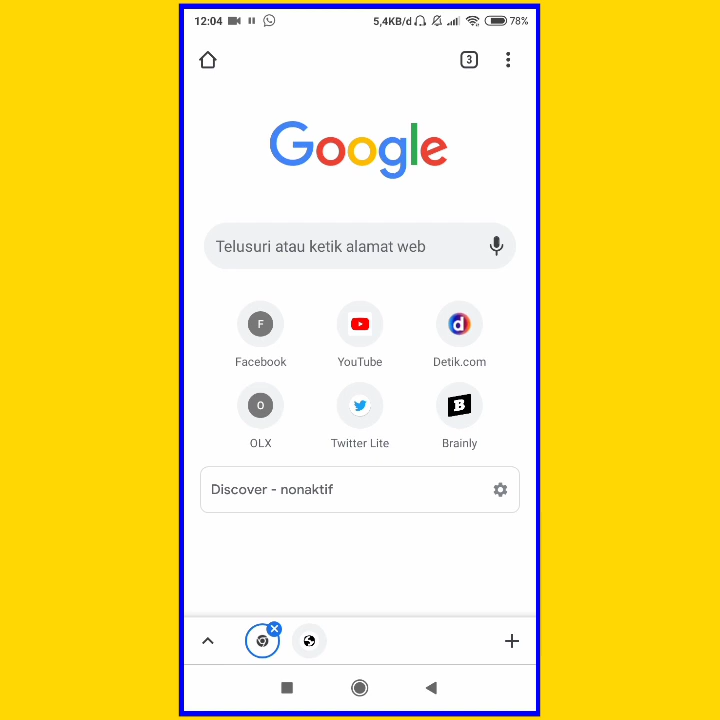 12:04 5,4KB/d 78%
3
Google
Telusuri atau ketik alamat web
F d
Facebook YouTube Detik.com
O B
OLX Twitter Lite Brainly
Discover - nonaktif